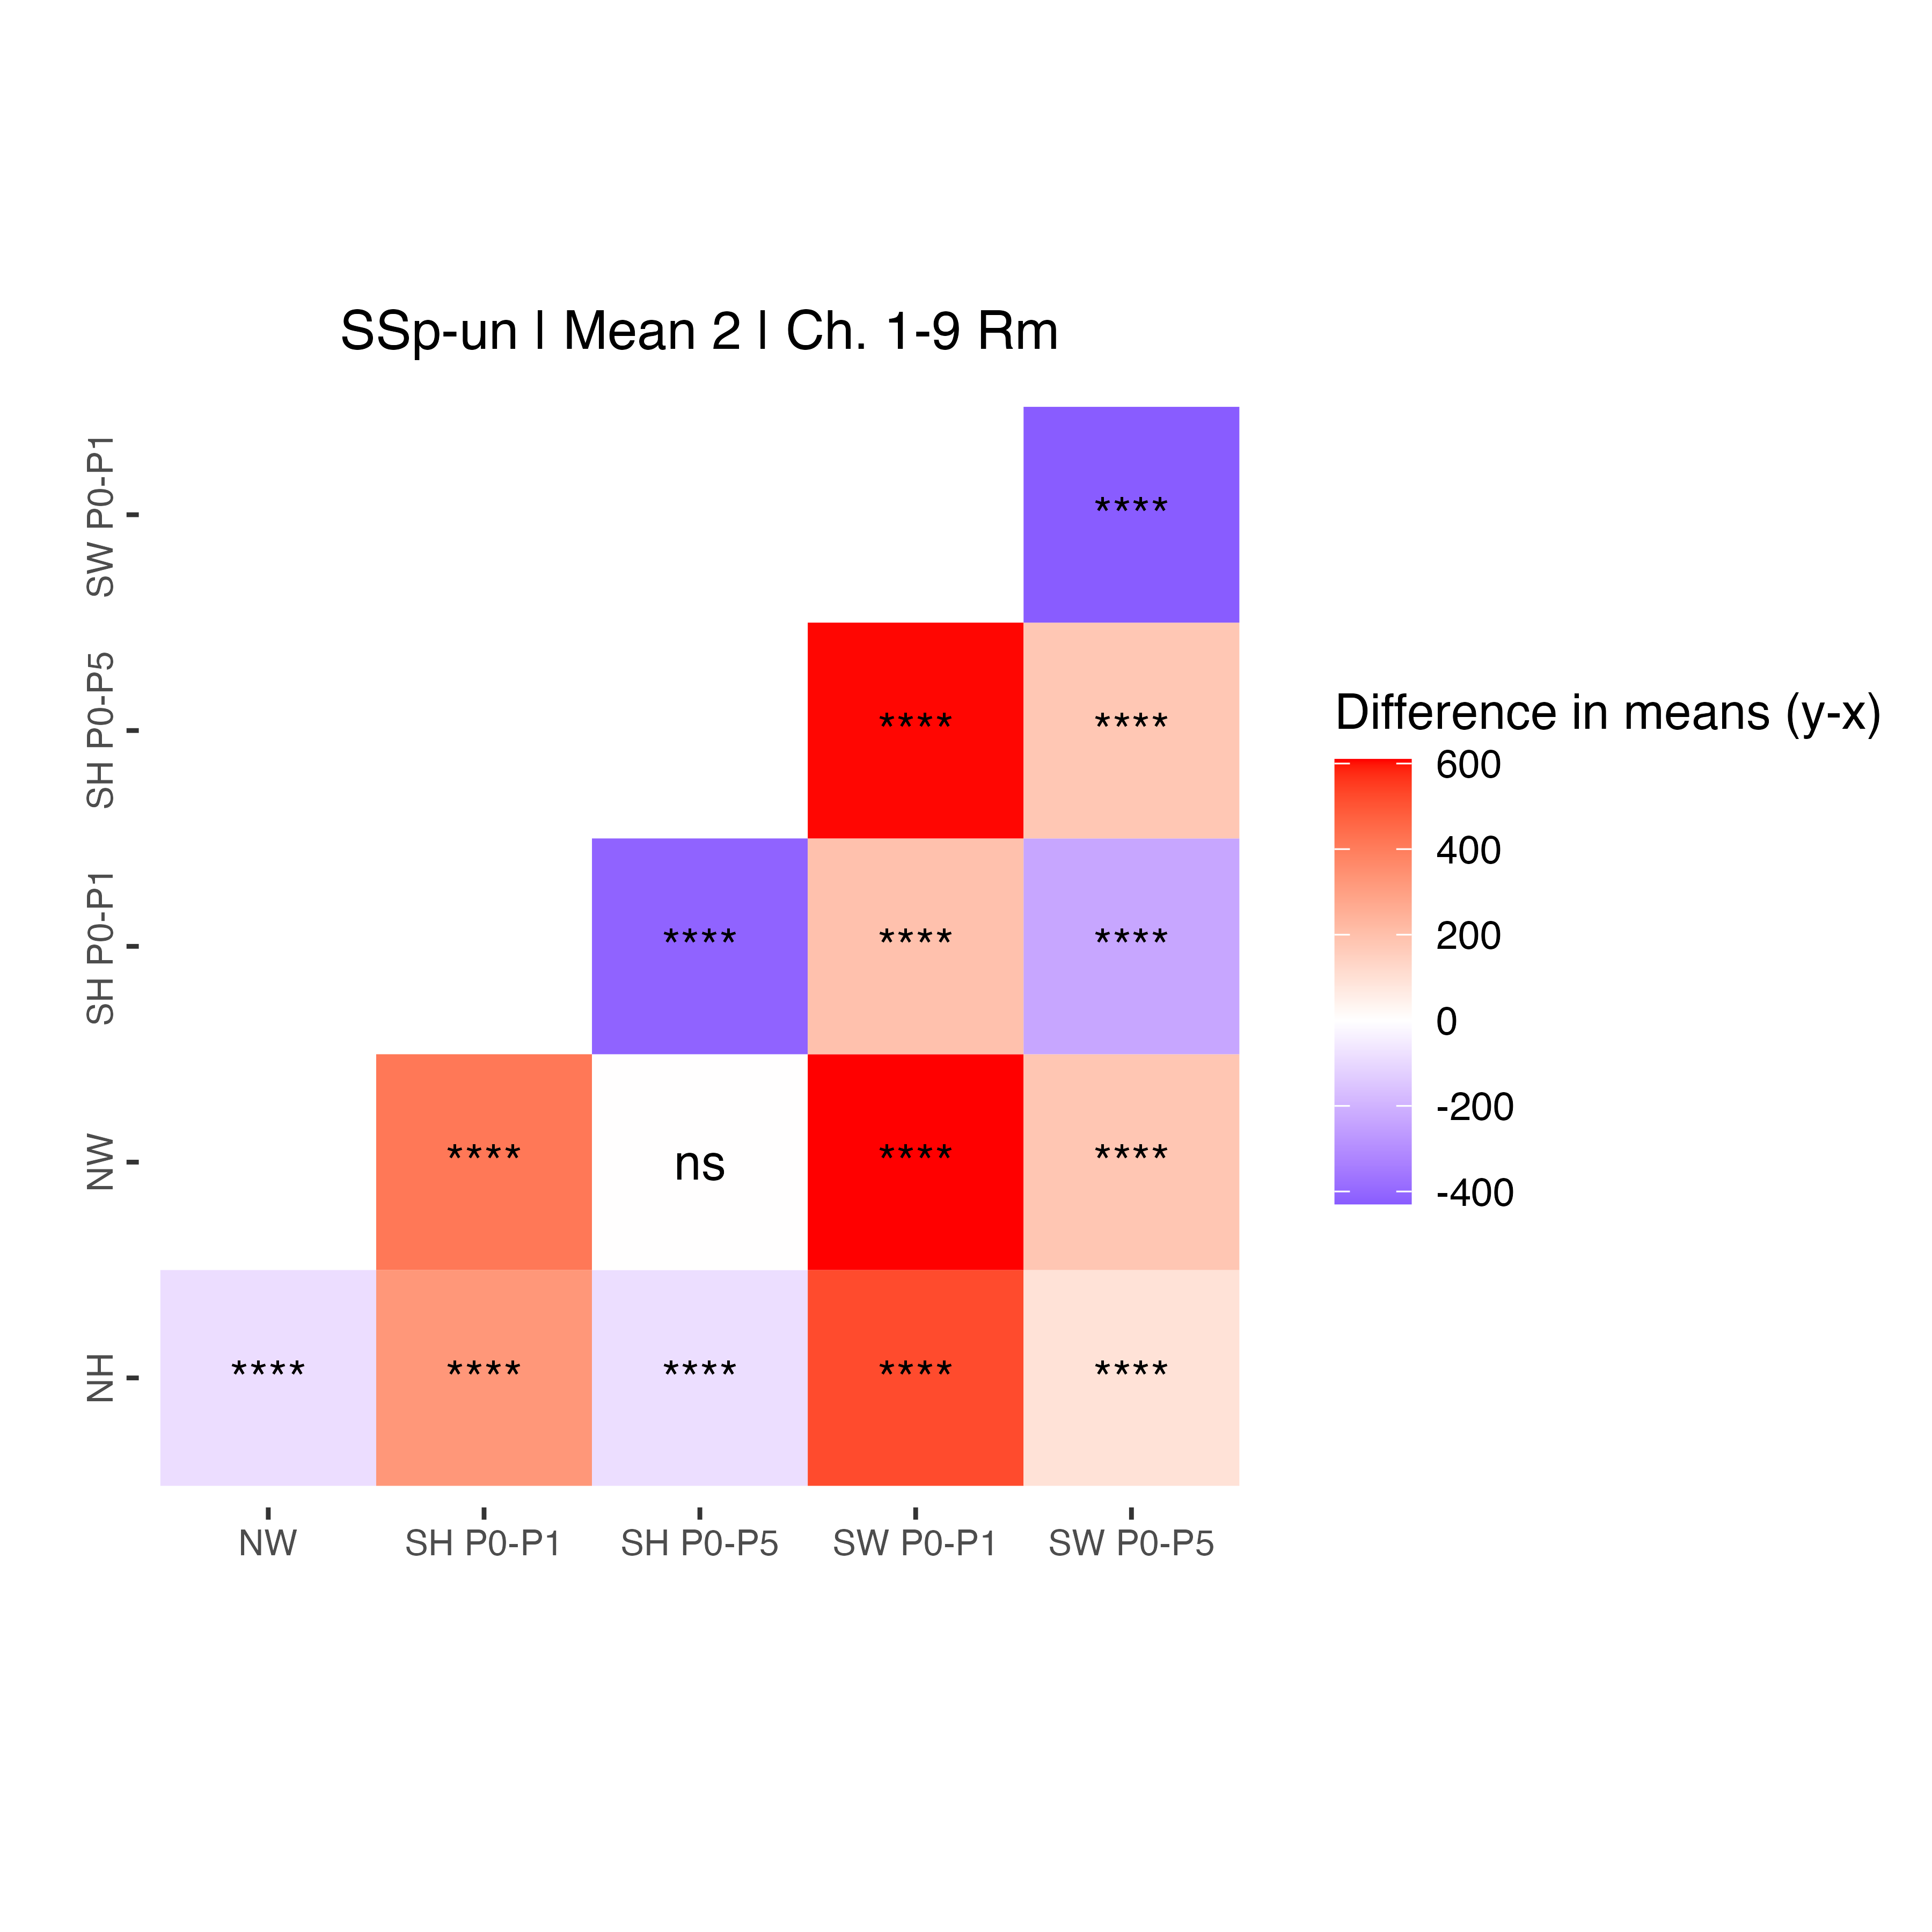 SSp-un | Mean 2 | Ch. 1-9 Rm
SW P0-P1
****
SH P0-P5
**** ****
SH P0-P1
**** **** ****
NW
**** ns **** ****
NH
**** **** **** **** ****
NW SH P0-P1 SH P0-P5 SW P0-P1 SW P0-P5
Difference in means (y-x)
600
400
200
0
-200
-400